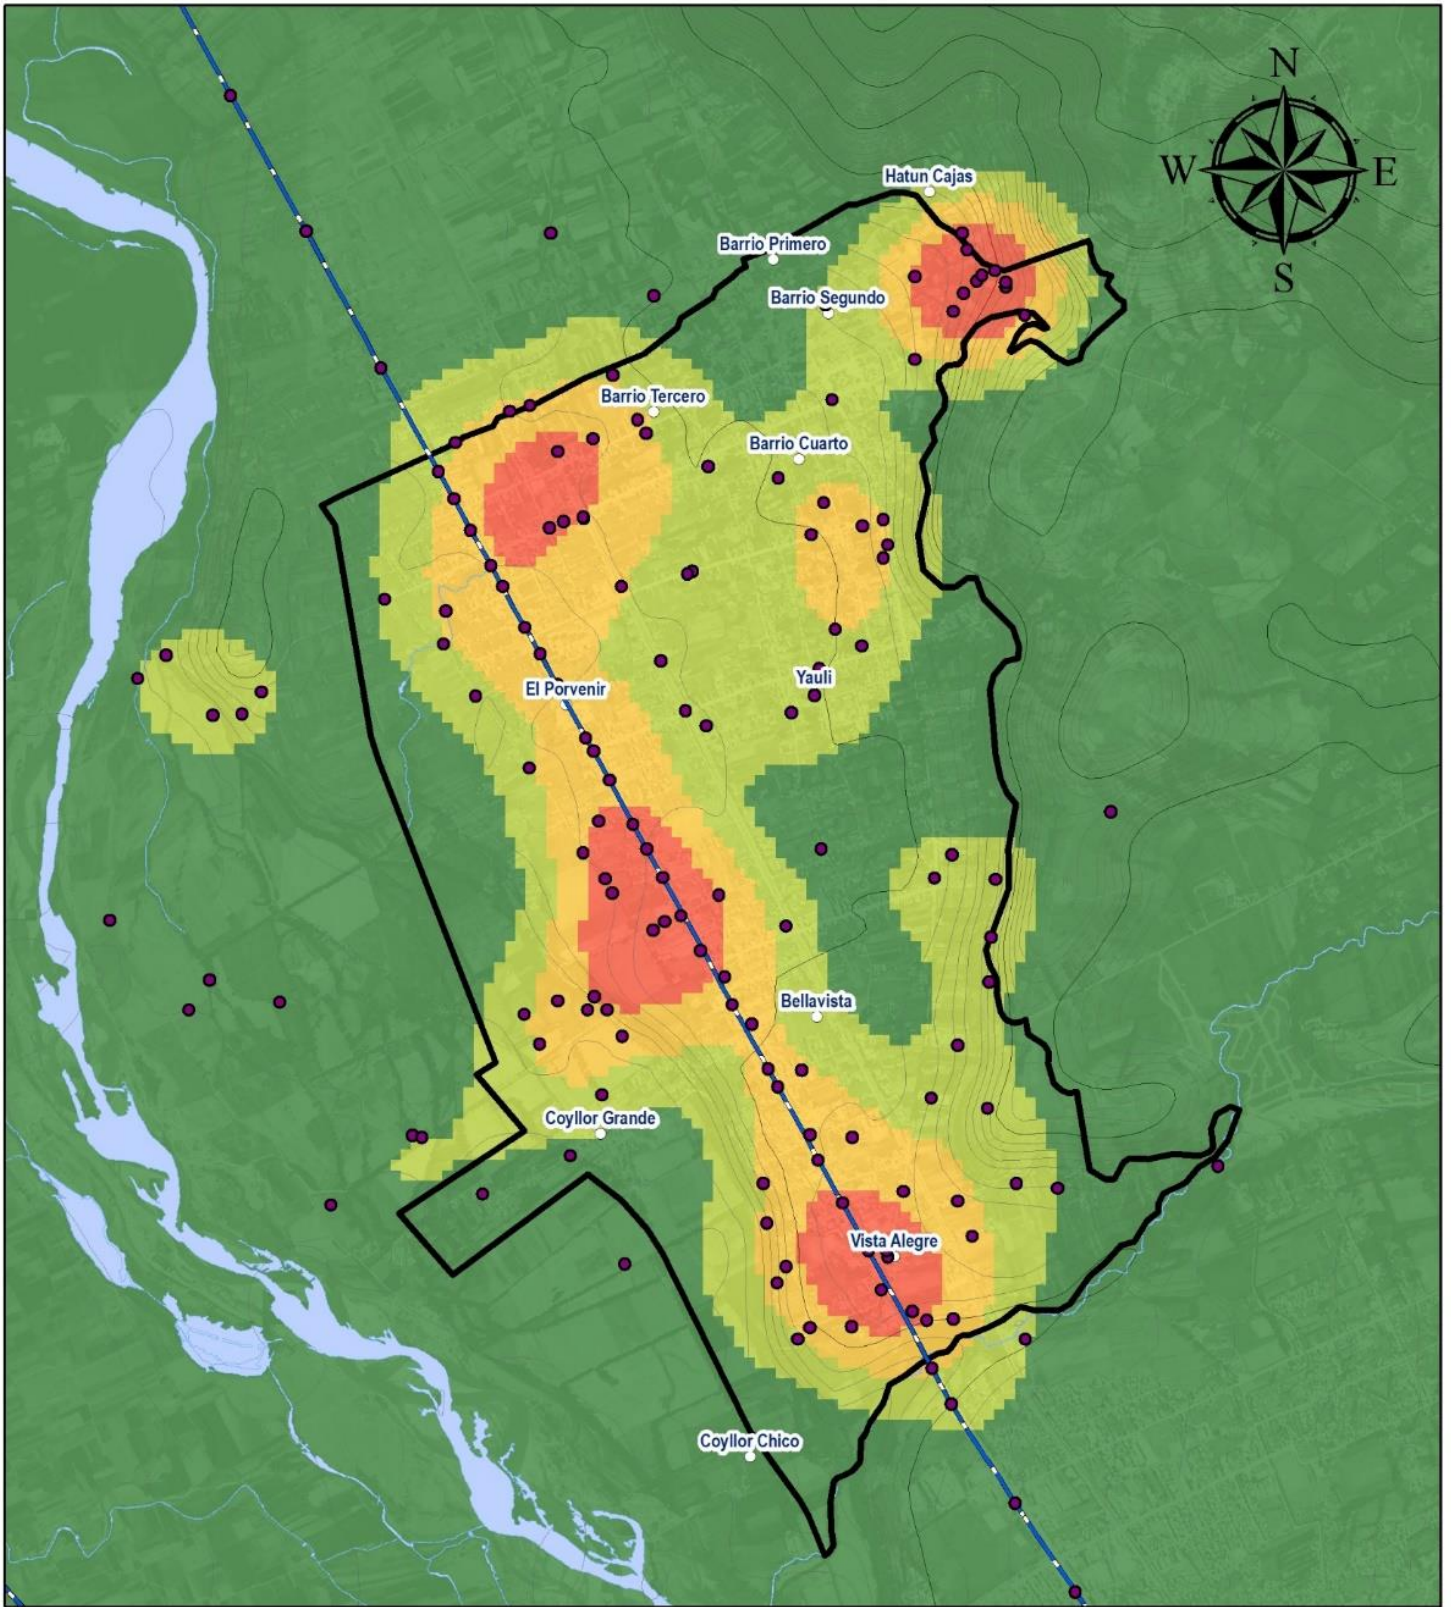 N
W
E
S
Hatun Cajas
Barrio Primero
Barrio Segundo
Barrio Tercero
Barrio Cuarto
Yauli
El Porvenir
Bellavista
Coyllor Grande
Vista Alegre
Coyllor Chico